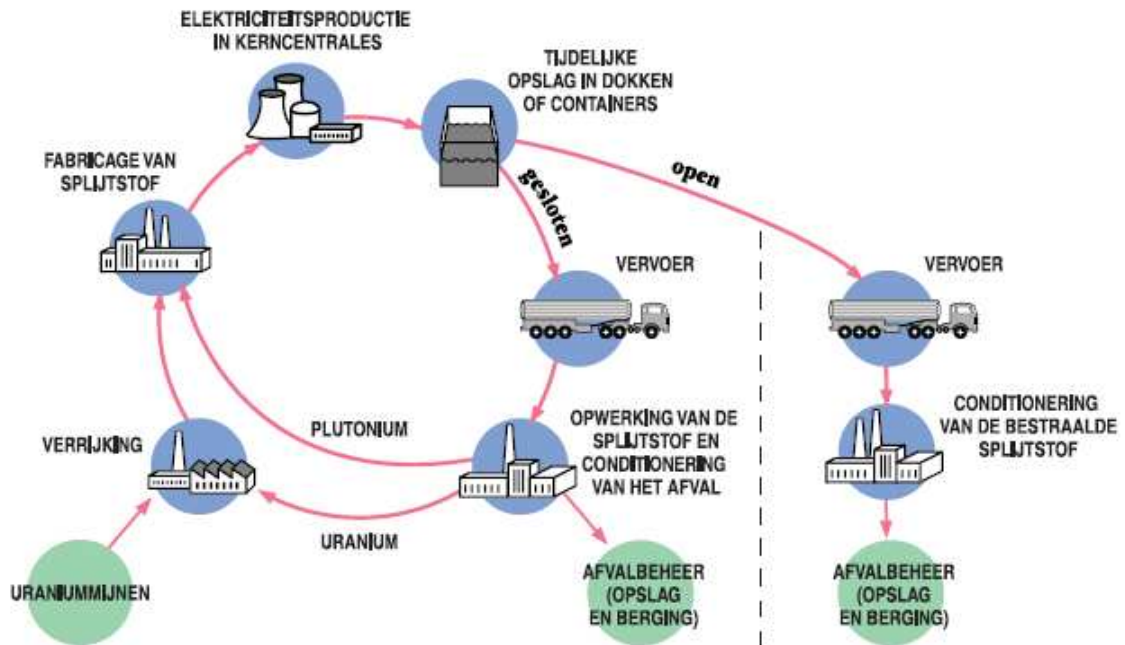 ELEKTRICITEITSPRODUCTIE
IN KERNCENTRALES
TIJDELIJKE
OPSLAG IN DOKKEN
OF CONTAINERS
FABRICAGE VAN
SPLIJTSTOF
gesloten
open
VERVOER
VERVOER
VERRIJKING
PLUTONIUM
OPWERKING VAN DE
SPLIJTSTOF EN
CONDITIONERING
VAN HET AFVAL
CONDITIONERING
VAN DE BESTRAALDE
SPLIJTSTOF
URANIUM
URANIUMMIJNEN
AFVALBEHEER
(OPSLAG
EN BERGING)
AFVALBEHEER
(OPSLAG
EN BERGING)